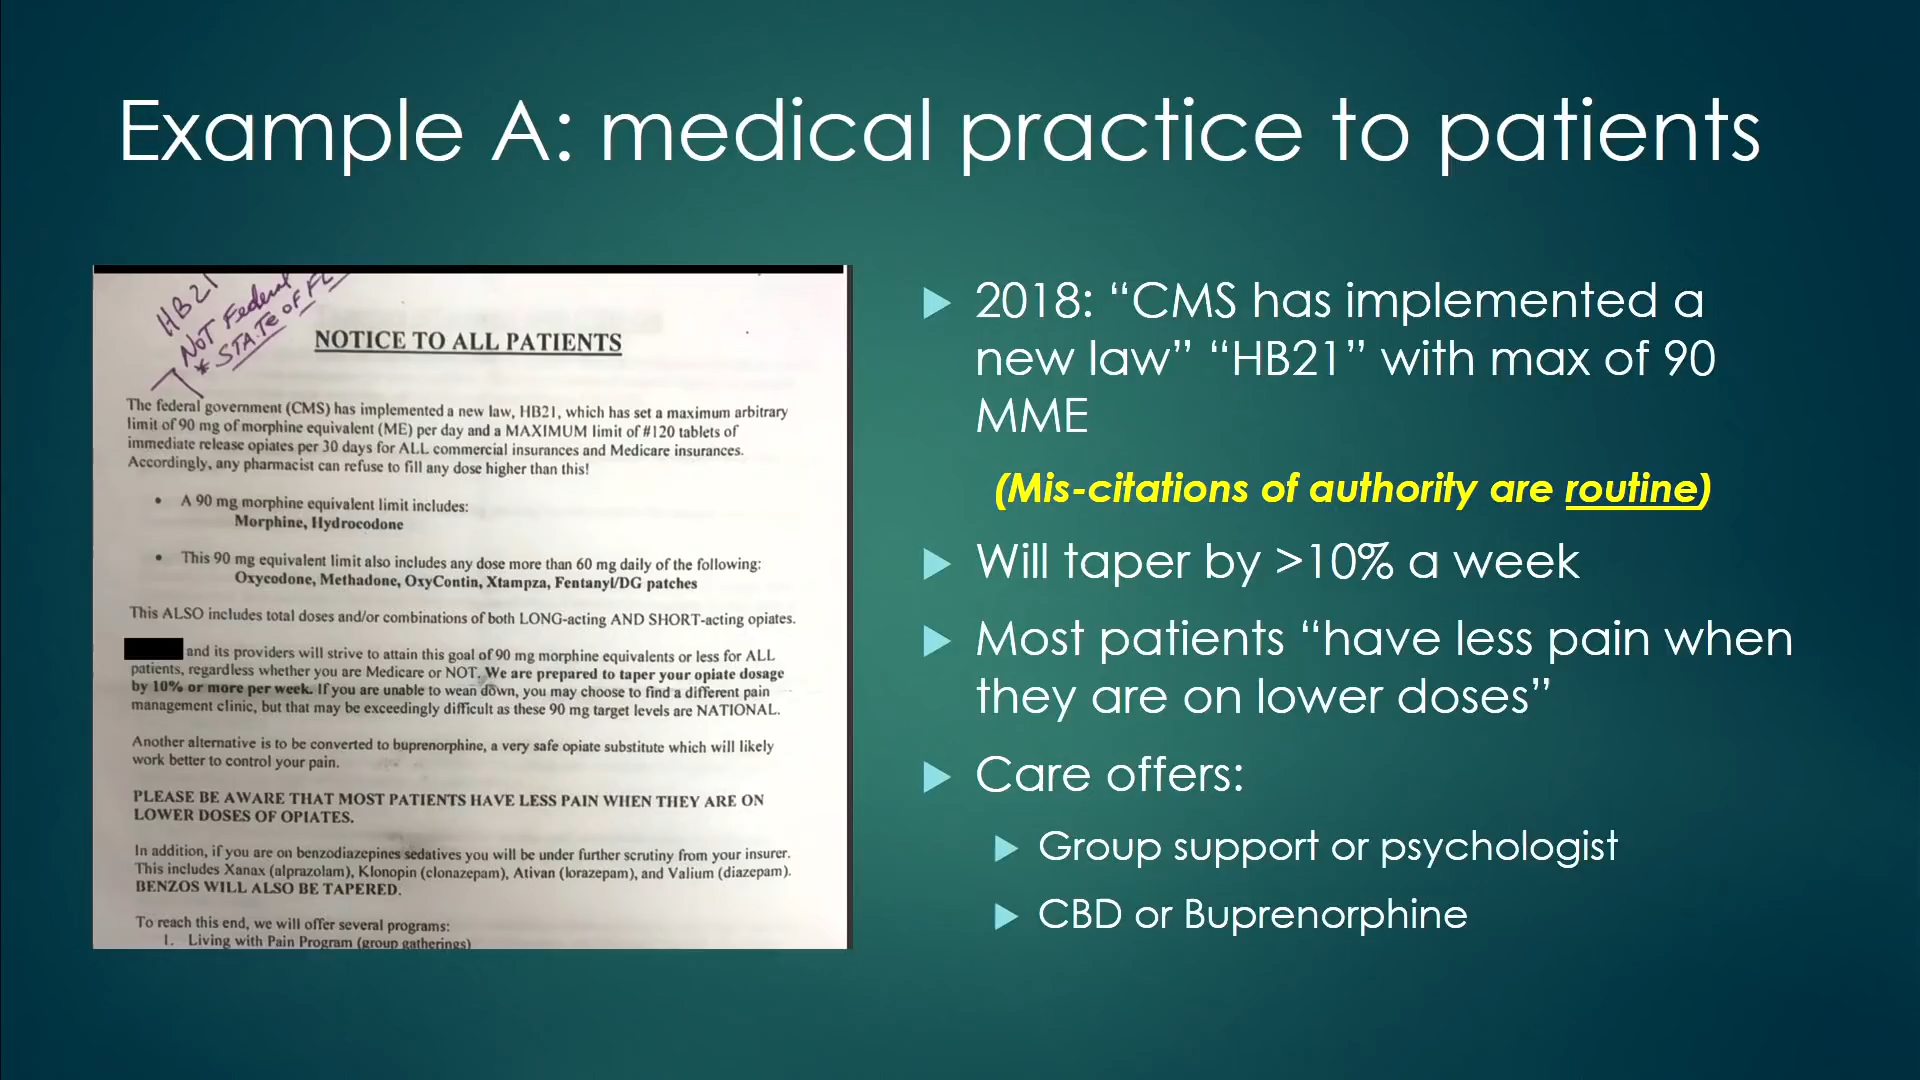 Example A: medical practice to patients
HB21
NOT Federal
* STATE OF FL
NOTICE TO ALL PATIENTS
The federal government (CMS) has implemented a new law, HB21, which has set a maximum arbitrary
limit of 90 mg of morphine equivalent (ME) per day and a MAXIMUM limit of #120 tablets of
immediate release opiates per 30 days for ALL commercial insurances and Medicare insurances.
Accordingly, any pharmacist can refuse to fill any dose higher than this!
• A 90 mg morphine equivalent limit includes:
Morphine, Hydrocodone
• This 90 mg equivalent limit also includes any dose more than 60 mg daily of the following:
Oxycodone, Methadone, OxyContin, Xtampza, Fentanyl/DG patches
This ALSO includes total doses and/or combinations of both LONG-acting AND SHORT-acting opiates.
and its providers will strive to attain this goal of 90 mg morphine equivalents or less for ALL
patients, regardless whether you are Medicare or NOT. We are prepared to taper your opiate dosage
by 10% or more per week. If you are unable to wean down, you may choose to find a different pain
management clinic, but that may be exceedingly difficult as these 90 mg target levels are NATIONAL.
Another alternative is to be converted to buprenorphine, a very safe opiate substitute which will likely
work better to control your pain.
PLEASE BE AWARE THAT MOST PATIENTS HAVE LESS PAIN WHEN THEY ARE ON
LOWER DOSES OF OPIATES.
In addition, if you are on benzodiazepines sedatives you will be under further scrutiny from your insurer.
This includes Xanax (alprazolam), Klonopin (clonazepam), Ativan (lorazepam), and Valium (diazepam).
BENZOS WILL ALSO BE TAPERED.
To reach this end, we will offer several programs:
1. Living with Pain Program (group gatherings)
2018: “CMS has implemented a
new law” “HB21” with max of 90
MME
(Mis-citations of authority are routine)
Will taper by >10% a week
Most patients “have less pain when
they are on lower doses”
Care offers:
Group support or psychologist
CBD or Buprenorphine